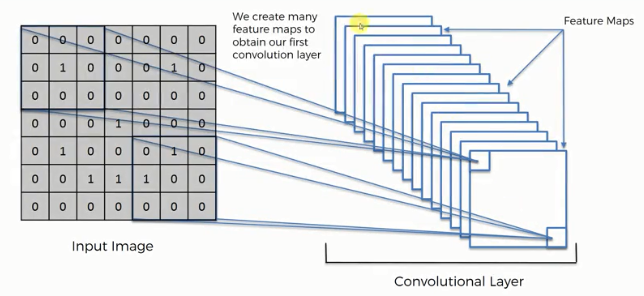 We create many
feature maps to
obtain our first
convolution layer
Feature Maps
0 0 0 0 0 0 0
0 1 0 0 0 1 0
0 0 0 0 0 0 0
0 0 0 1 0 0 0
0 1 0 0 0 1 0
0 0 1 1 1 0 0
0 0 0 0 0 0 0
Input Image
Convolutional Layer